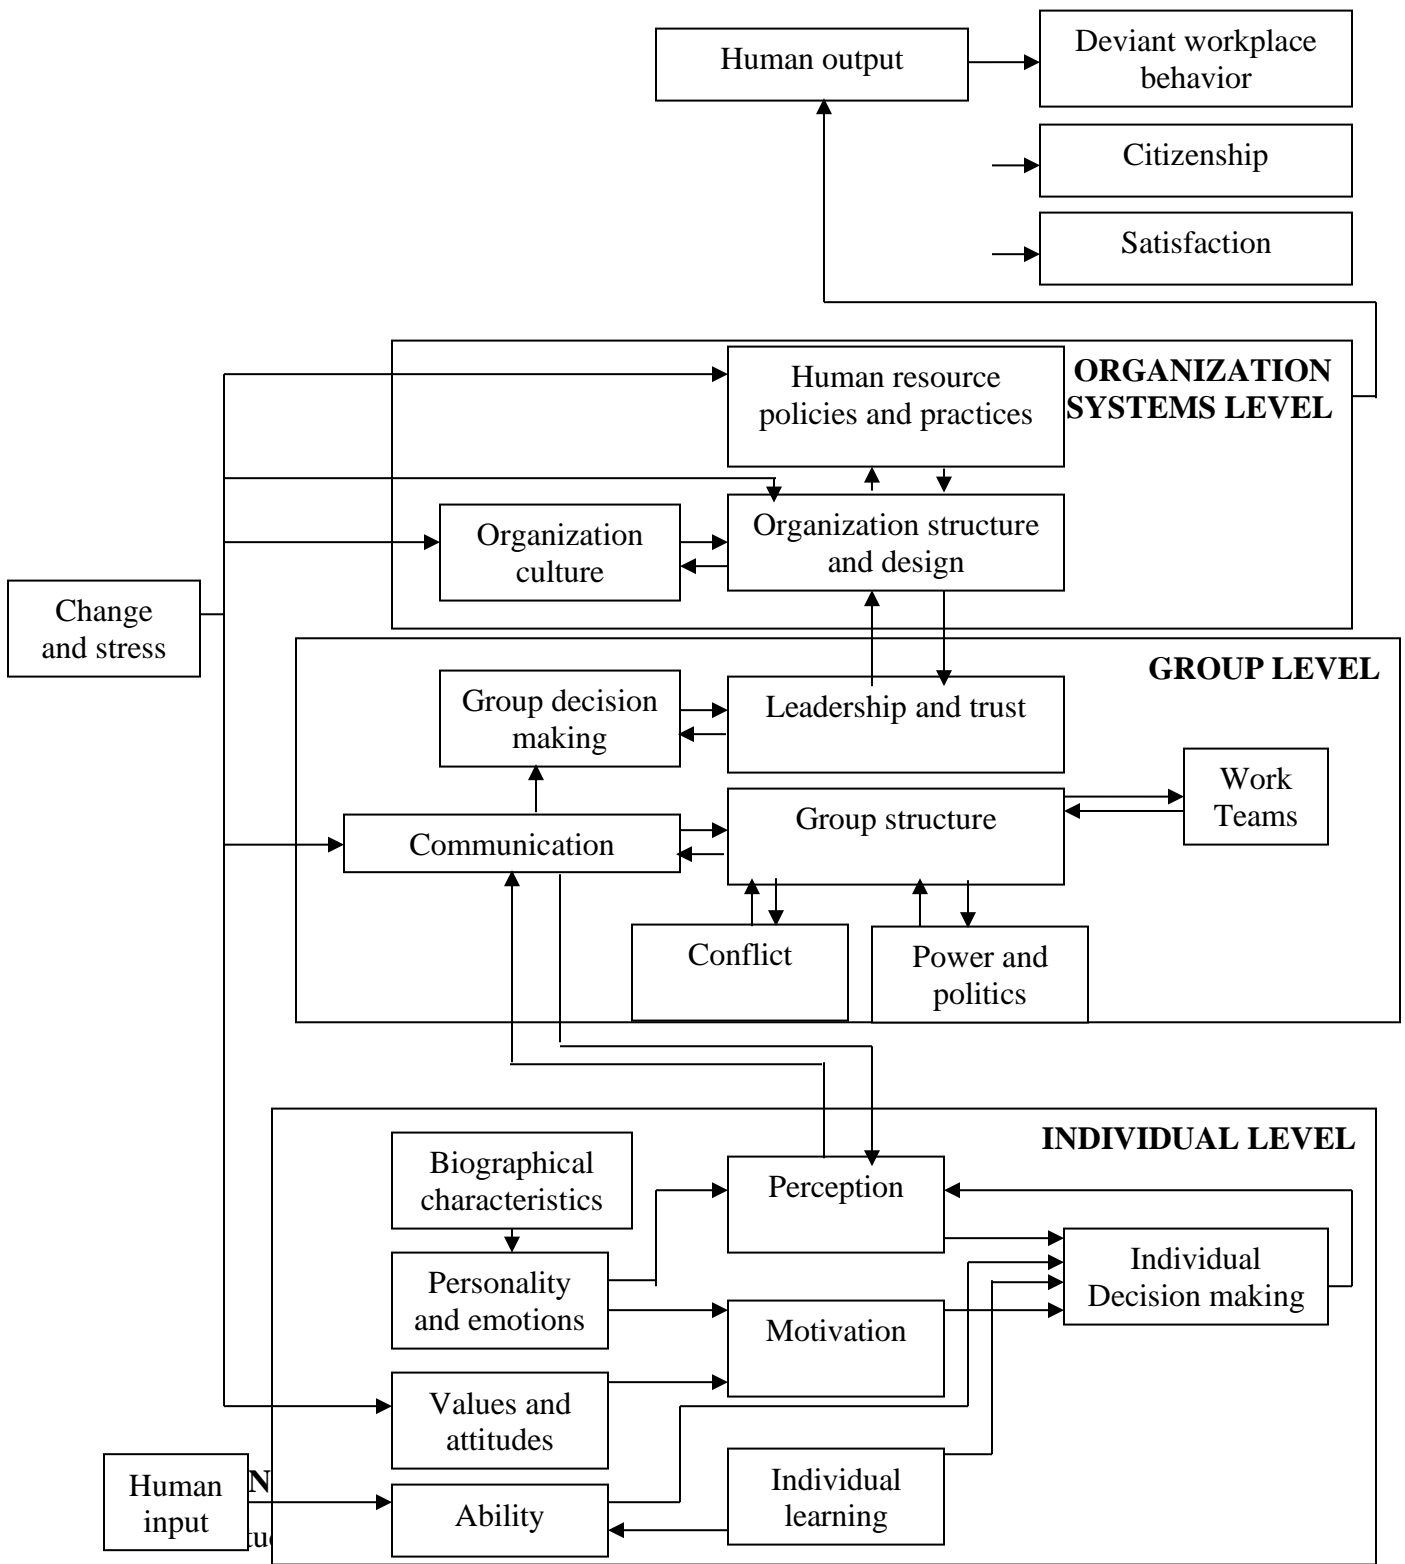 Human output
Deviant workplace
behavior
Citizenship
Satisfaction
ORGANIZATION
SYSTEMS LEVEL
Human resource
policies and practices
Organization
culture
Organization structure
and design
Change
and stress
GROUP LEVEL
Group decision
making
Leadership and trust
Work
Teams
Group structure
Communication
Conflict
Power and
politics
INDIVIDUAL LEVEL
Biographical
characteristics
Perception
Personality
and emotions
Individual
Decision making
Motivation
Values and
attitudes
Human
input
Ability
Individual
learning